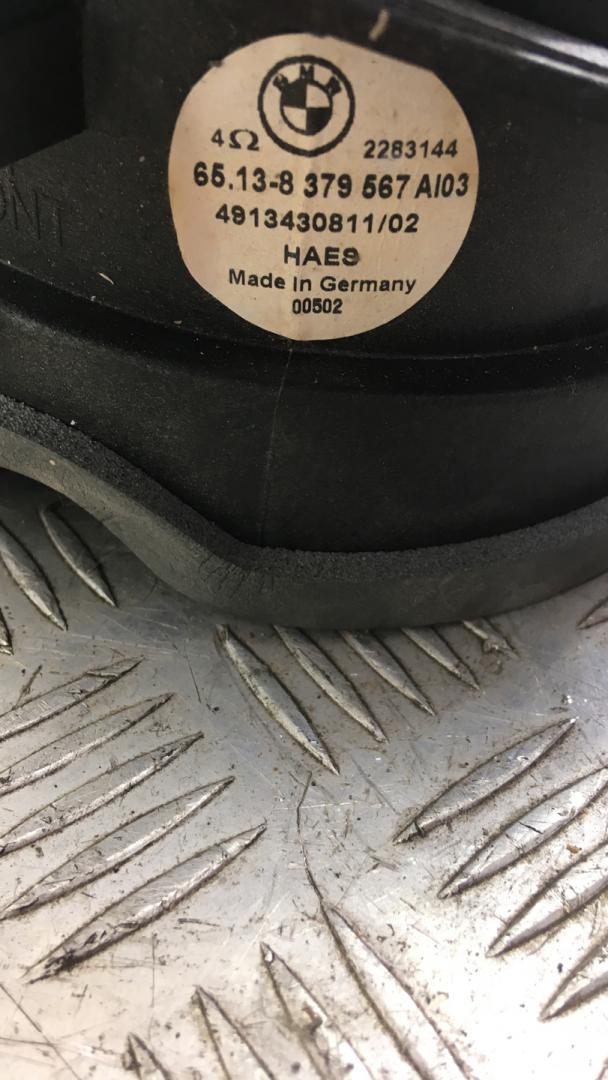 BMW
4Ω 2283144
65.13-8 379 567 AI03
4913430811/02
HAES
Made In Germany
00502